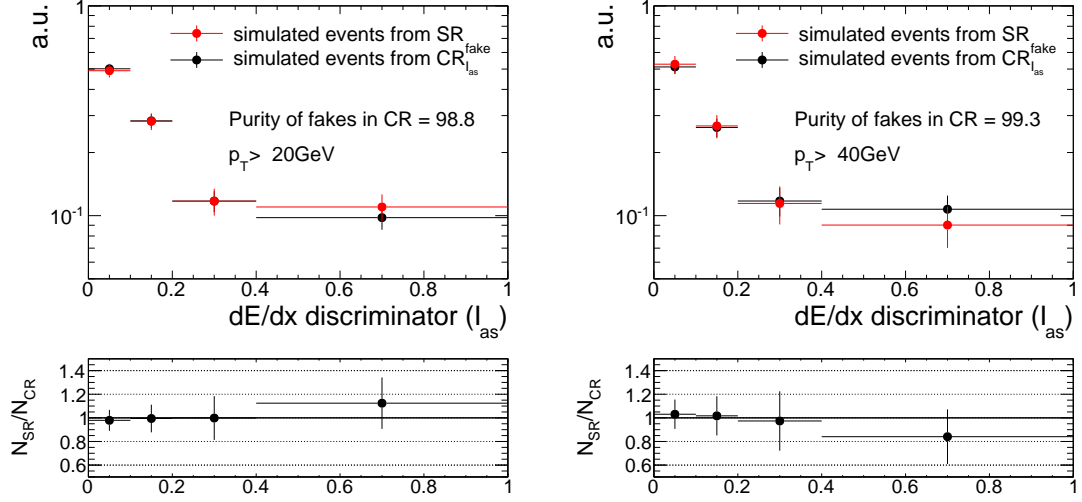 a.u.
1
10^-1
simulated events from SR
simulated events from CR^fake_I_as
Purity of fakes in CR = 98.8
p_T> 20GeV
0 0.2 0.4 0.6 0.8 1
dE/dx discriminator (I_as)
N_SR/N_CR
1.4
1.2
1
0.8
0.6
0 0.2 0.4 0.6 0.8 1
a.u.
1
10^-1
simulated events from SR
simulated events from CR^fake_I_as
Purity of fakes in CR = 99.3
p_T> 40GeV
0 0.2 0.4 0.6 0.8 1
dE/dx discriminator (I_as)
N_SR/N_CR
1.4
1.2
1
0.8
0.6
0 0.2 0.4 0.6 0.8 1